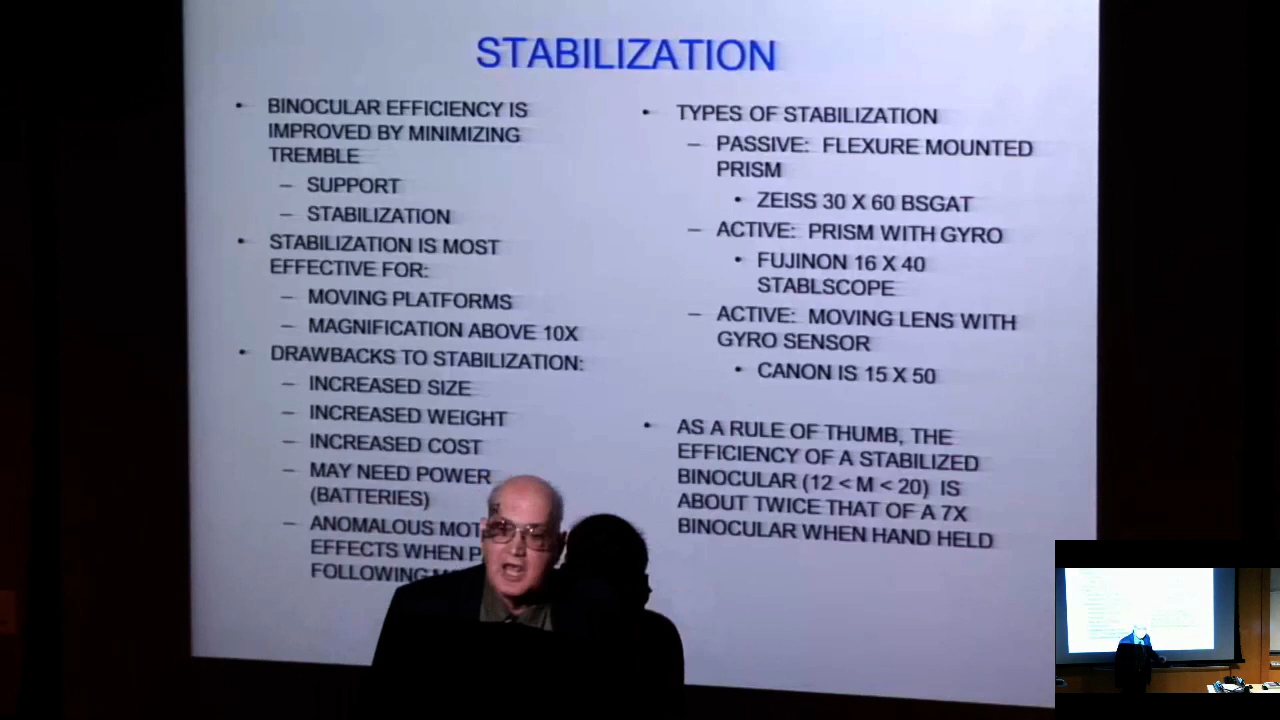 STABILIZATION
• BINOCULAR EFFICIENCY IS
IMPROVED BY MINIMIZING
TREMBLE
– SUPPORT
– STABILIZATION
• STABILIZATION IS MOST
EFFECTIVE FOR:
– MOVING PLATFORMS
– MAGNIFICATION ABOVE 10X
• DRAWBACKS TO STABILIZATION:
– INCREASED SIZE
– INCREASED WEIGHT
– INCREASED COST
– MAY NEED POWER
(BATTERIES)
– ANOMALOUS MOT
EFFECTS WHEN P
FOLLOWING
• TYPES OF STABILIZATION
– PASSIVE: FLEXURE MOUNTED
PRISM
• ZEISS 30 X 60 BSGAT
– ACTIVE: PRISM WITH GYRO
• FUJINON 16 X 40
STABLSCOPE
– ACTIVE: MOVING LENS WITH
GYRO SENSOR
• CANON IS 15 X 50
• AS A RULE OF THUMB, THE
EFFICIENCY OF A STABILIZED
BINOCULAR (12 < M < 20) IS
ABOUT TWICE THAT OF A 7X
BINOCULAR WHEN HAND HELD